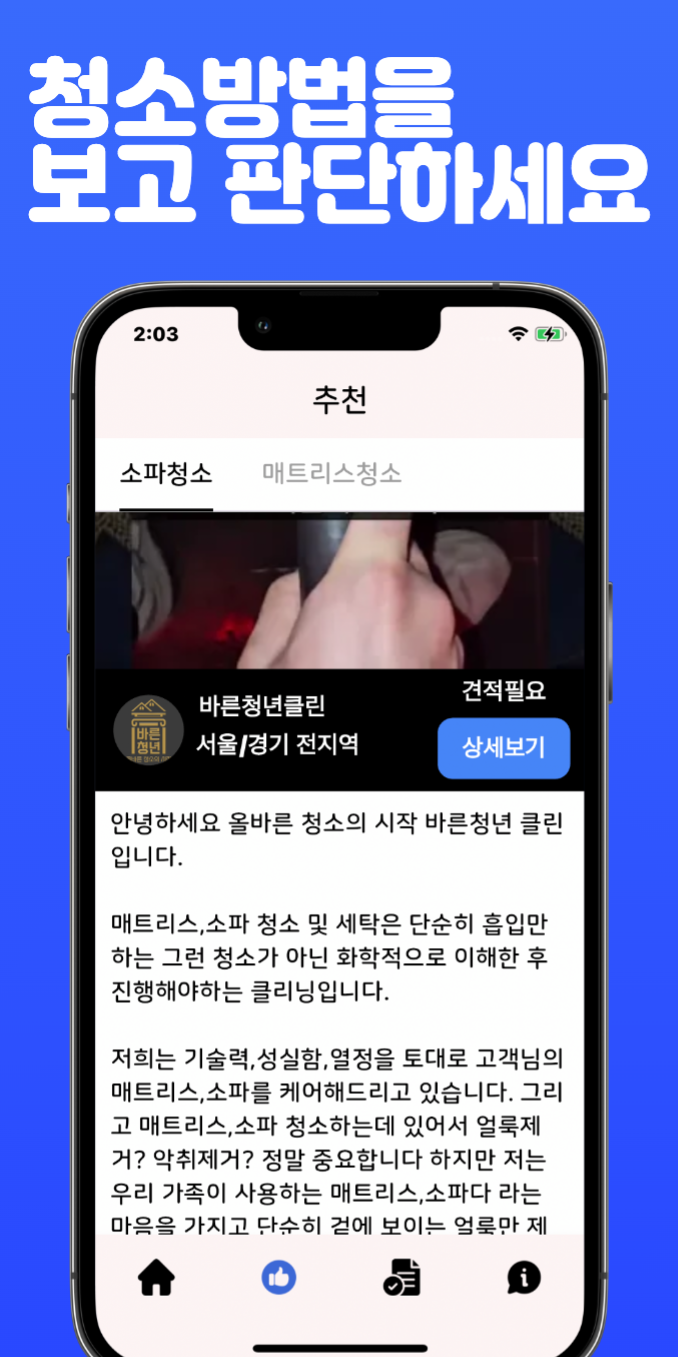 청소방법을
보고 판단하세요
2:03
추천
소파청소 매트리스청소
견적필요
바른청년클린
바른
청년
서울/경기 전지역
상세보기
안녕하세요 올바른 청소의 시작 바른청년 클린
입니다.
매트리스,소파 청소 및 세탁은 단순히 흡입만
하는 그런 청소가 아닌 화학적으로 이해한 후
진행해야하는 클리닝입니다.
저희는 기술력,성실함,열정을 토대로 고객님의
매트리스,소파를 케어해드리고 있습니다. 그리
고 매트리스,소파 청소하는데 있어서 얼룩제
거? 악취제거? 정말 중요합니다 하지만 저는
우리 가족이 사용하는 매트리스,소파다 라는
마음을 가지고 단순히 겉에 보이는 얼룩만 제